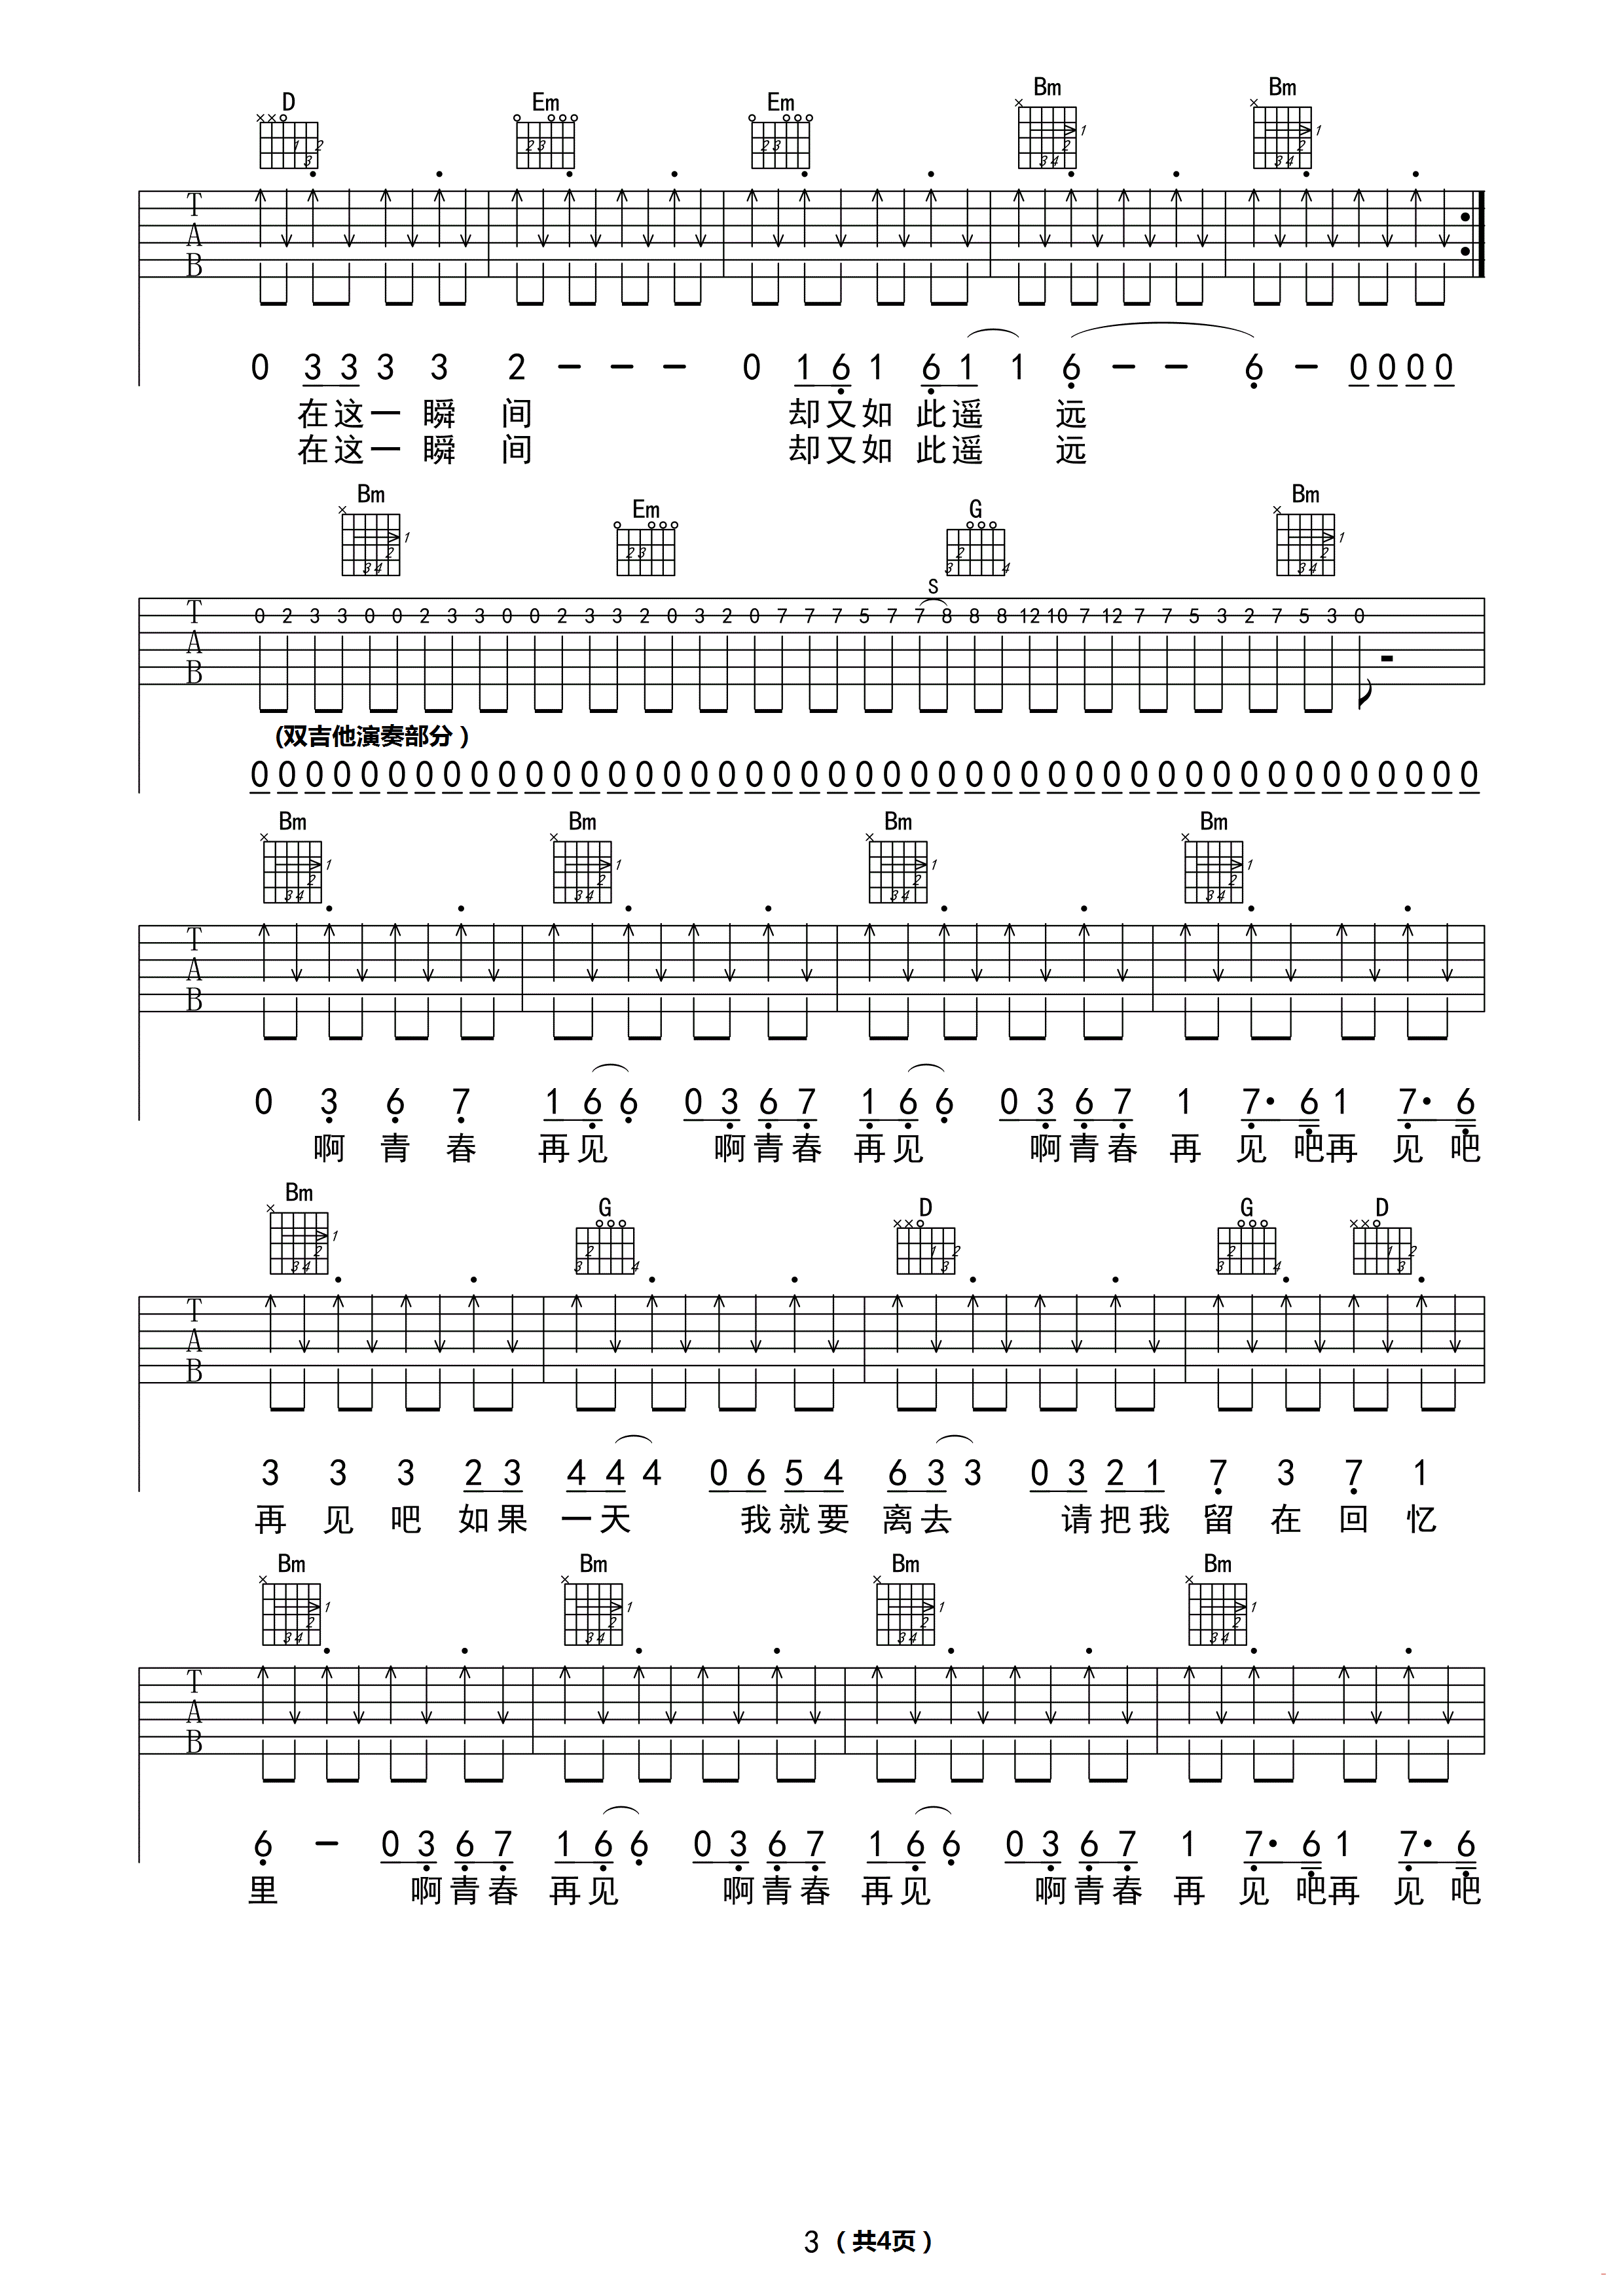 D Em Em Bm Bm
T A B
0 3 3 3 3 2 - - - 0 1 6 1 6 1 1 6 - - 6 - 0 0 0 0
在这一 瞬 间 却又如 此遥 远
在这一 瞬 间 却又如 此遥 远
Bm Em G Bm
S
T A B
0 2 3 3 0 0 2 3 3 0 0 2 3 3 2 0 3 2 0 7 7 7 5 7 7 8 8 8 12 10 7 12 7 7 5 3 2 7 5 3 0
(双吉他演奏部分)
0 0 0 0 0 0 0 0 0 0 0 0 0 0 0 0 0 0 0 0 0 0 0 0 0 0 0 0 0 0 0 0 0 0 0 0 0 0 0 0 0 0 0 0 0
Bm Bm Bm Bm
T A B
0 3 6 7 1 6 6 0 3 6 7 1 6 6 0 3 6 7 1 7· 6 1 7· 6
啊 青 春 再见 啊青春 再见 啊青春 再 见 吧再 见 吧
Bm G D G D
T A B
3 3 3 2 3 4 4 4 0 6 5 4 6 3 3 0 3 2 1 7 3 7 1
再 见 吧 如果 一天 我就要 离去 请把我 留 在 回 忆
Bm Bm Bm Bm
T A B
6 - 0 3 6 7 1 6 6 0 3 6 7 1 6 6 0 3 6 7 1 7· 6 1 7· 6
里 啊青春 再见 啊青春 再见 啊青春 再 见 吧再 见 吧
3 (共4页)